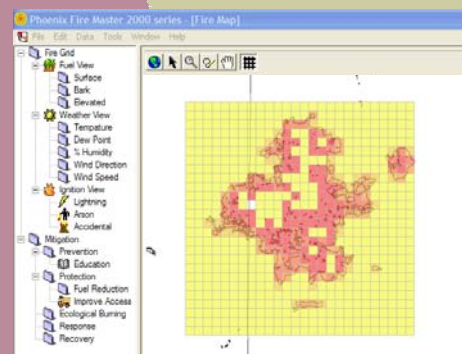 Phoenix Fire Master 2000 series - [Fire Map]
File Edit Data Tools Window Help
Fire Grid
Fuel View
Surface
Bark
Elevated
Weather View
Tempature
Dew Point
% Humidity
Wind Direction
Wind Speed
Ignition View
Lightning
Arson
Accidental
Mitigation
Prevention
Education
Protection
Fuel Reduction
Improve Access
Ecological Burning
Response
Recovery